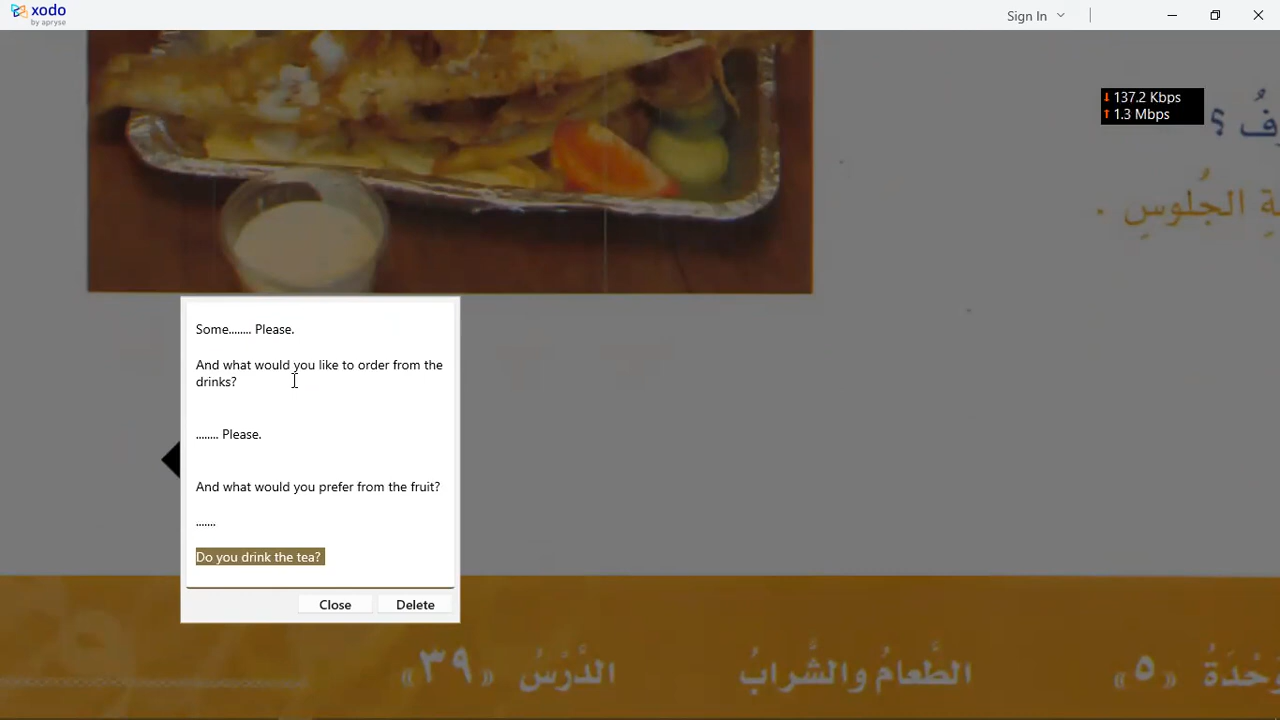 xodo
by apryse
Sign In
↓ 137.2 Kbps
↑ 1.3 Mbps
فُ ؟
ةِ الجُلوسِ .
Some........ Please.
And what would you like to order from the
drinks?
........ Please.
And what would you prefer from the fruit?
.......
Do you drink the tea?
Close
Delete
وَحْدَةُ «٥» الطَّعامُ والشَّرابُ الدَّرْسُ «٣٩»